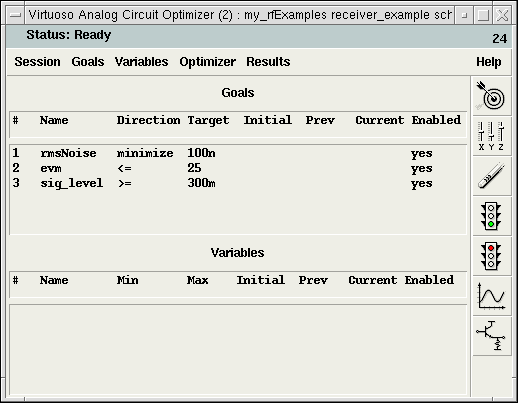 Virtuoso Analog Circuit Optimizer (2) : my_rfExamples receiver_example sch
Status: Ready 24
Session Goals Variables Optimizer Results Help
Goals
# Name Direction Target Initial Prev Current Enabled
1 rmsNoise minimize 100n yes
2 evm <= 25 yes
3 sig_level >= 300m yes
X Y Z
Variables
# Name Min Max Initial Prev Current Enabled